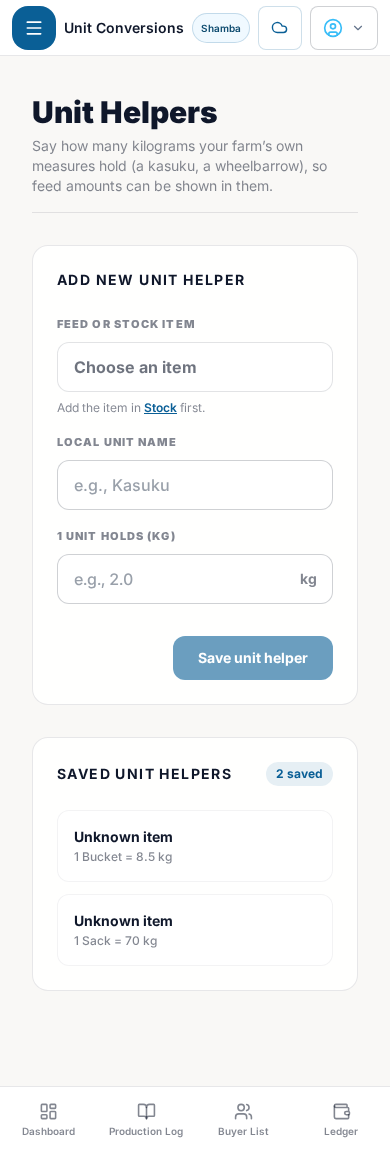 Unit Conversions
Shamba
Unit Helpers
Say how many kilograms your farm’s own
measures hold (a kasuku, a wheelbarrow), so
feed amounts can be shown in them.
ADD NEW UNIT HELPER
FEED OR STOCK ITEM
Choose an item
Add the item in Stock first.
LOCAL UNIT NAME
e.g., Kasuku
1 UNIT HOLDS (KG)
e.g., 2.0
kg
Save unit helper
SAVED UNIT HELPERS
2 saved
Unknown item
1 Bucket = 8.5 kg
Unknown item
1 Sack = 70 kg
Dashboard
Production Log
Buyer List
Ledger